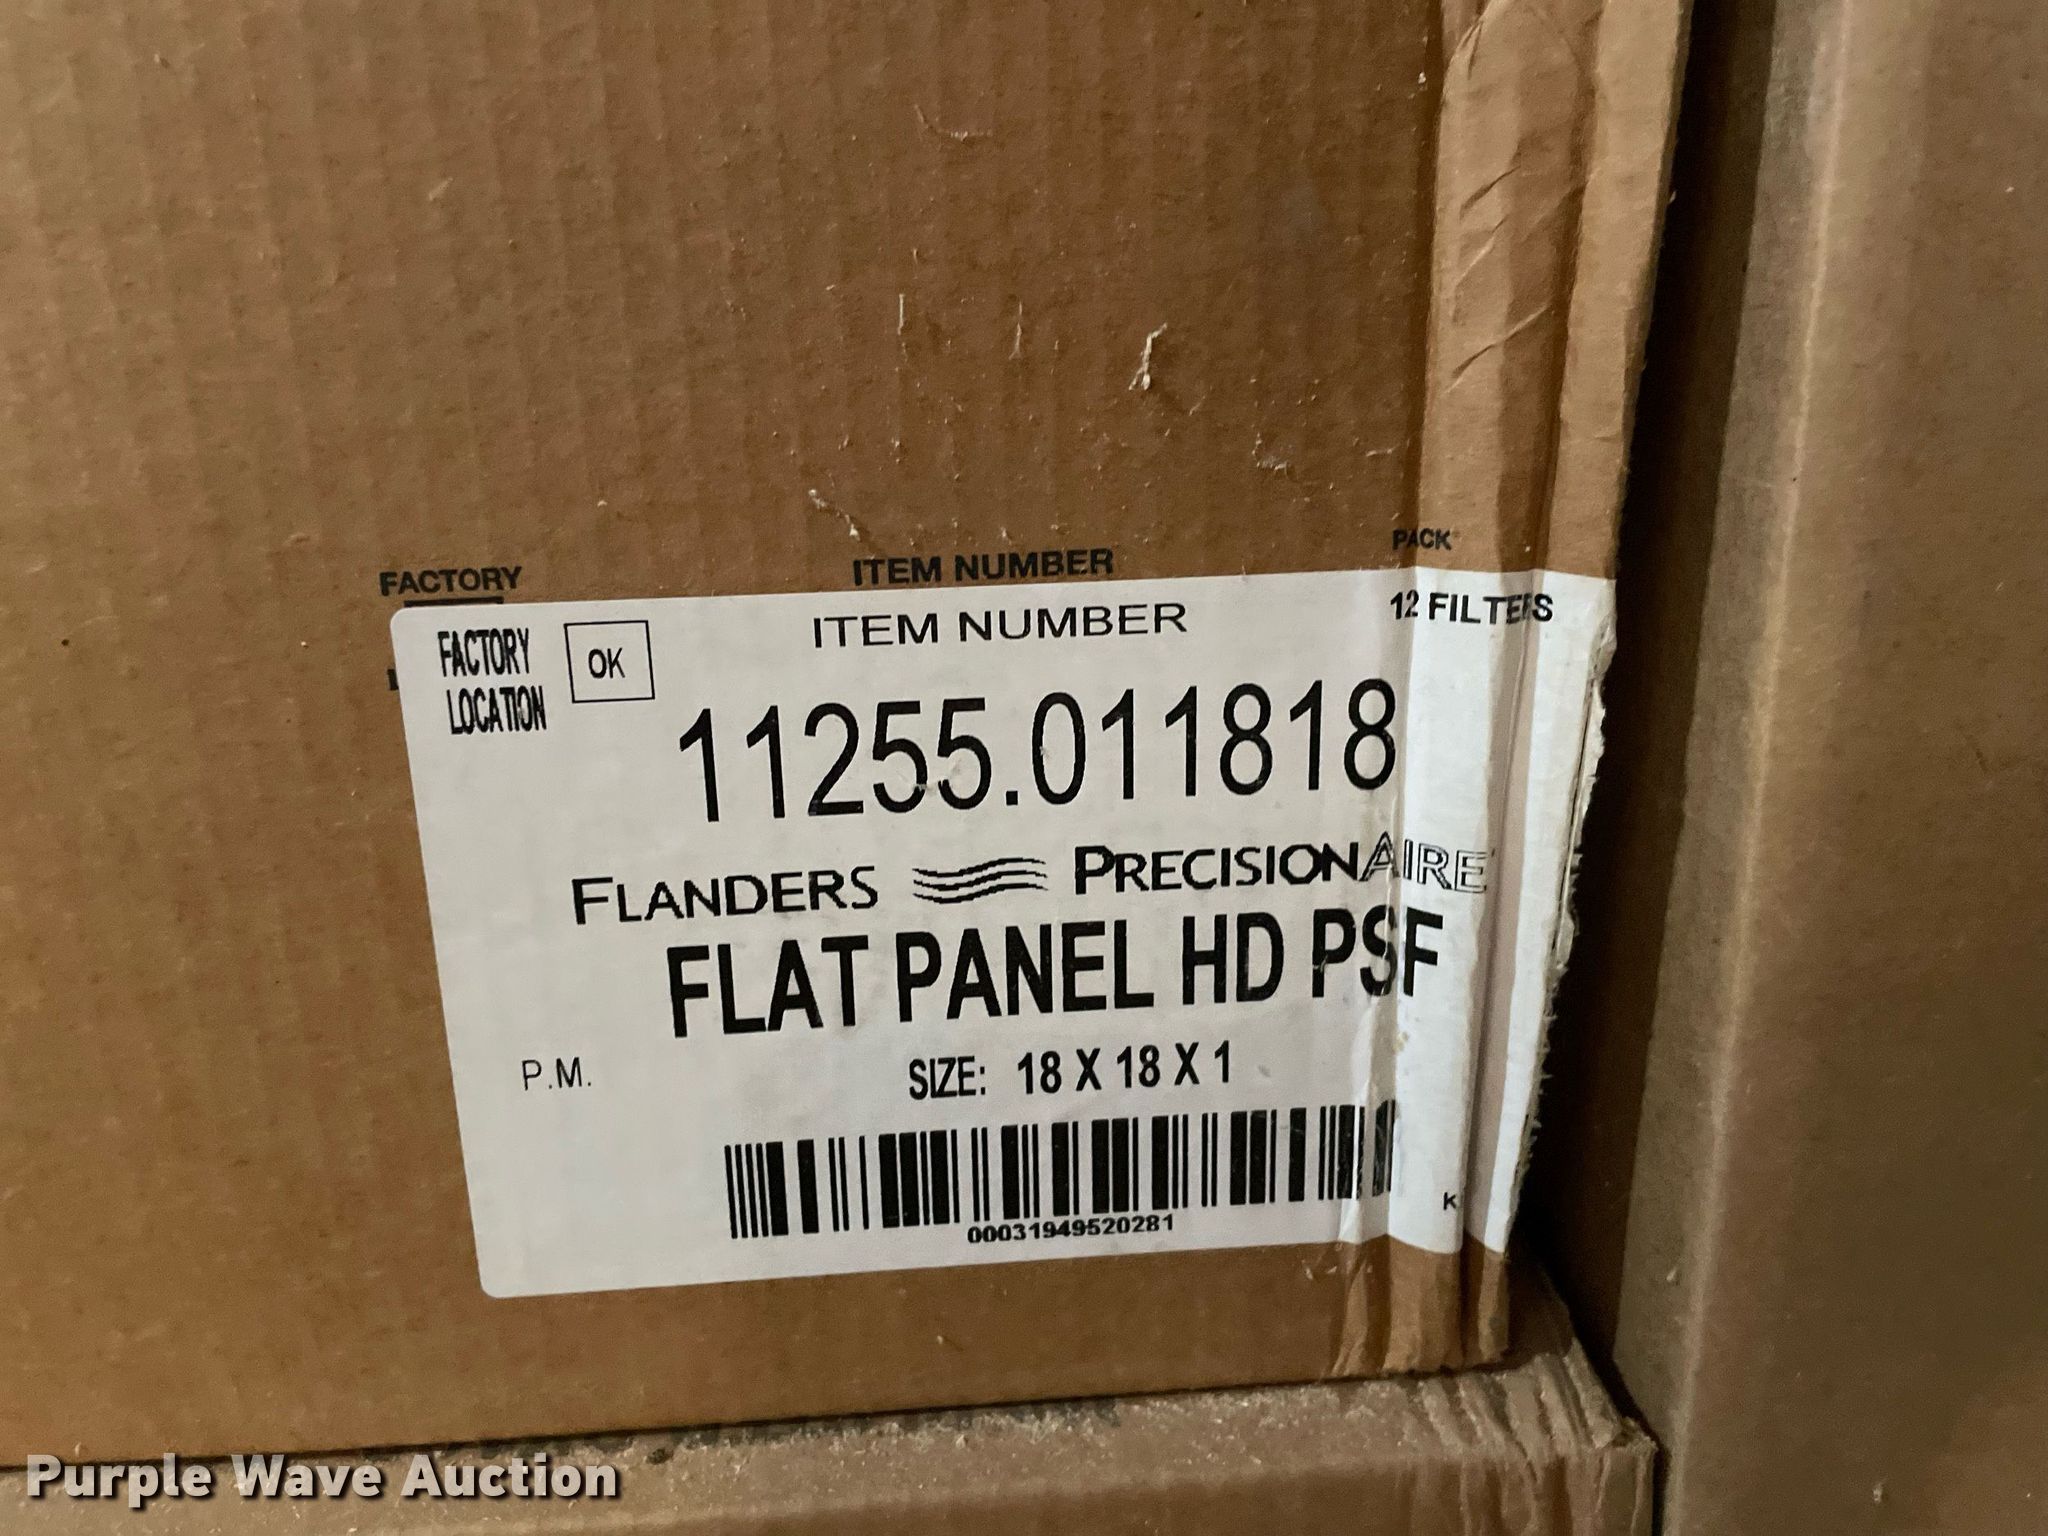 FACTORY
ITEM NUMBER
PACK
FACTORY
LOCATION
OK
ITEM NUMBER
12 FILTERS
11255.011818
FLANDERS PRECISIONAIRE
FLAT PANEL HD PSF
P.M.
SIZE: 18 X 18 X 1
00031949520281
K
Purple Wave Auction